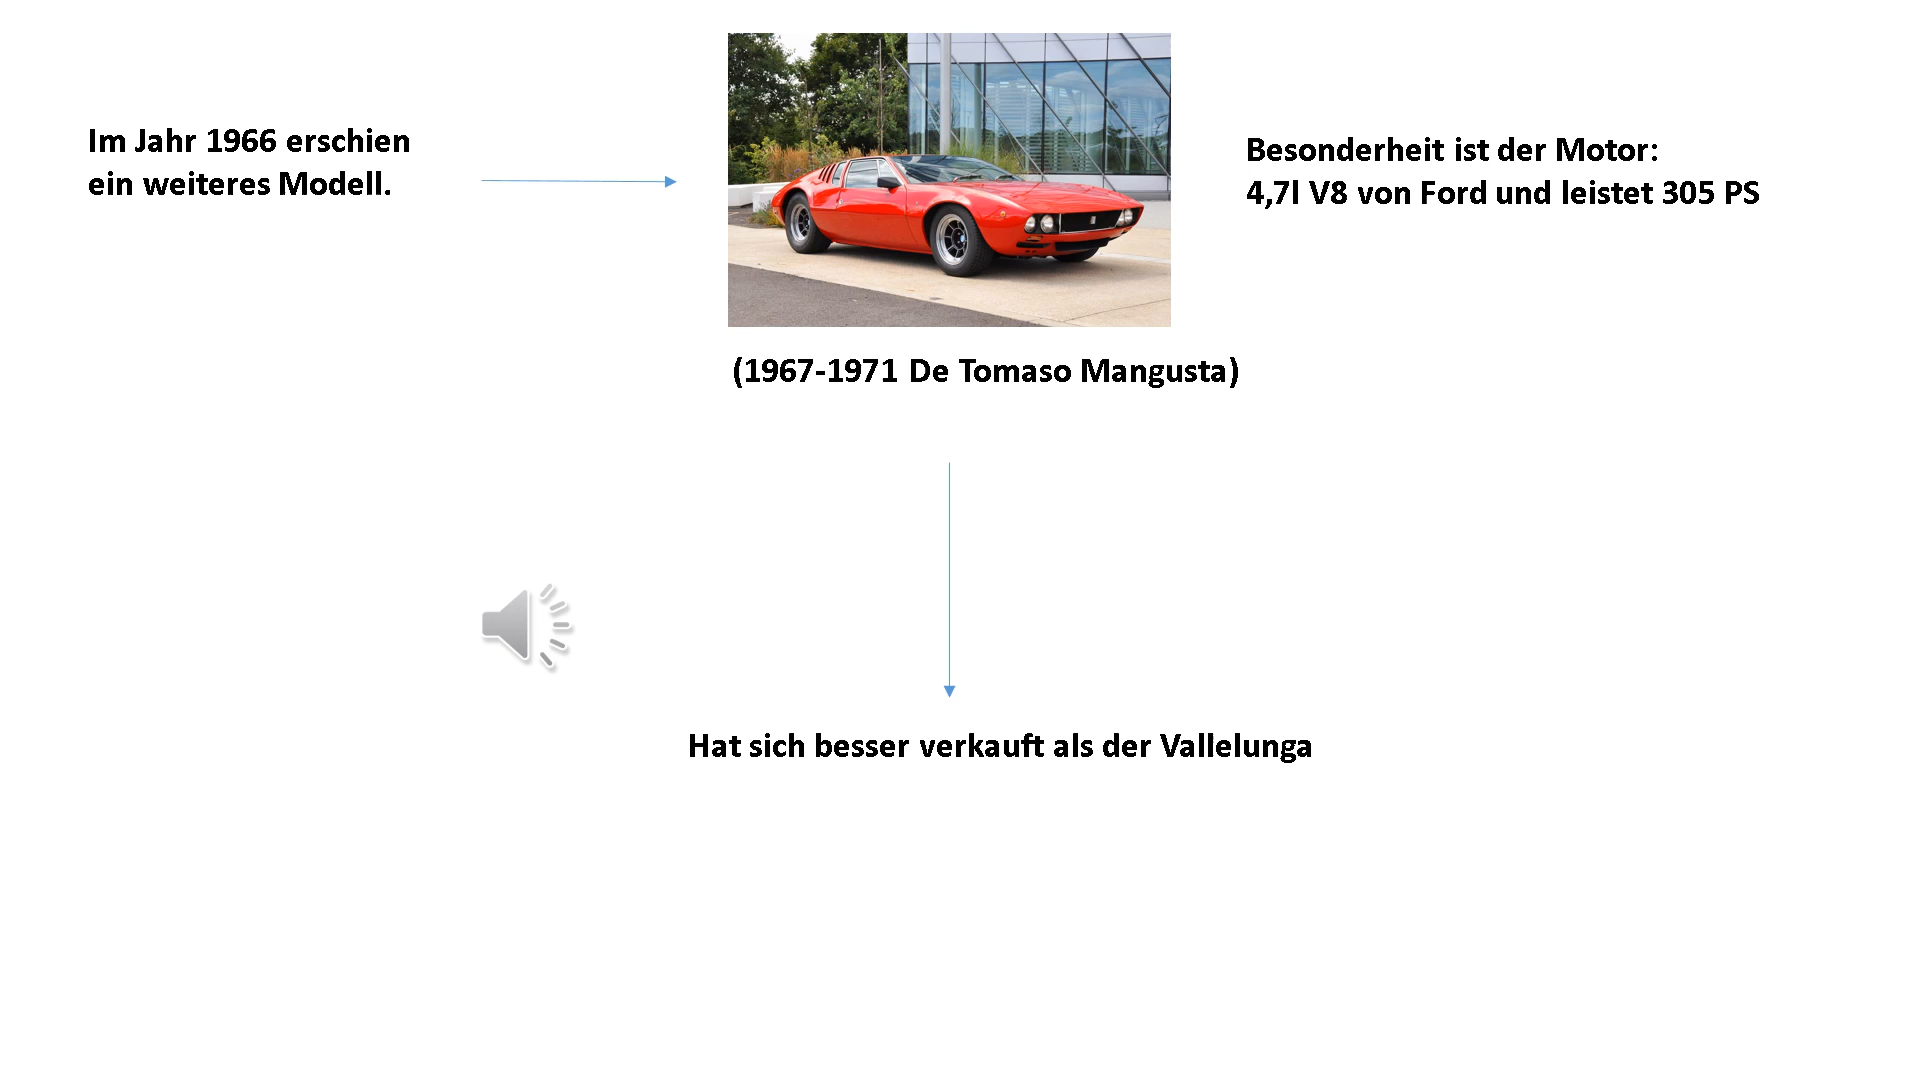 Im Jahr 1966 erschien
ein weiteres Modell.
Besonderheit ist der Motor:
4,7l V8 von Ford und leistet 305 PS
(1967-1971 De Tomaso Mangusta)
Hat sich besser verkauft als der Vallelunga